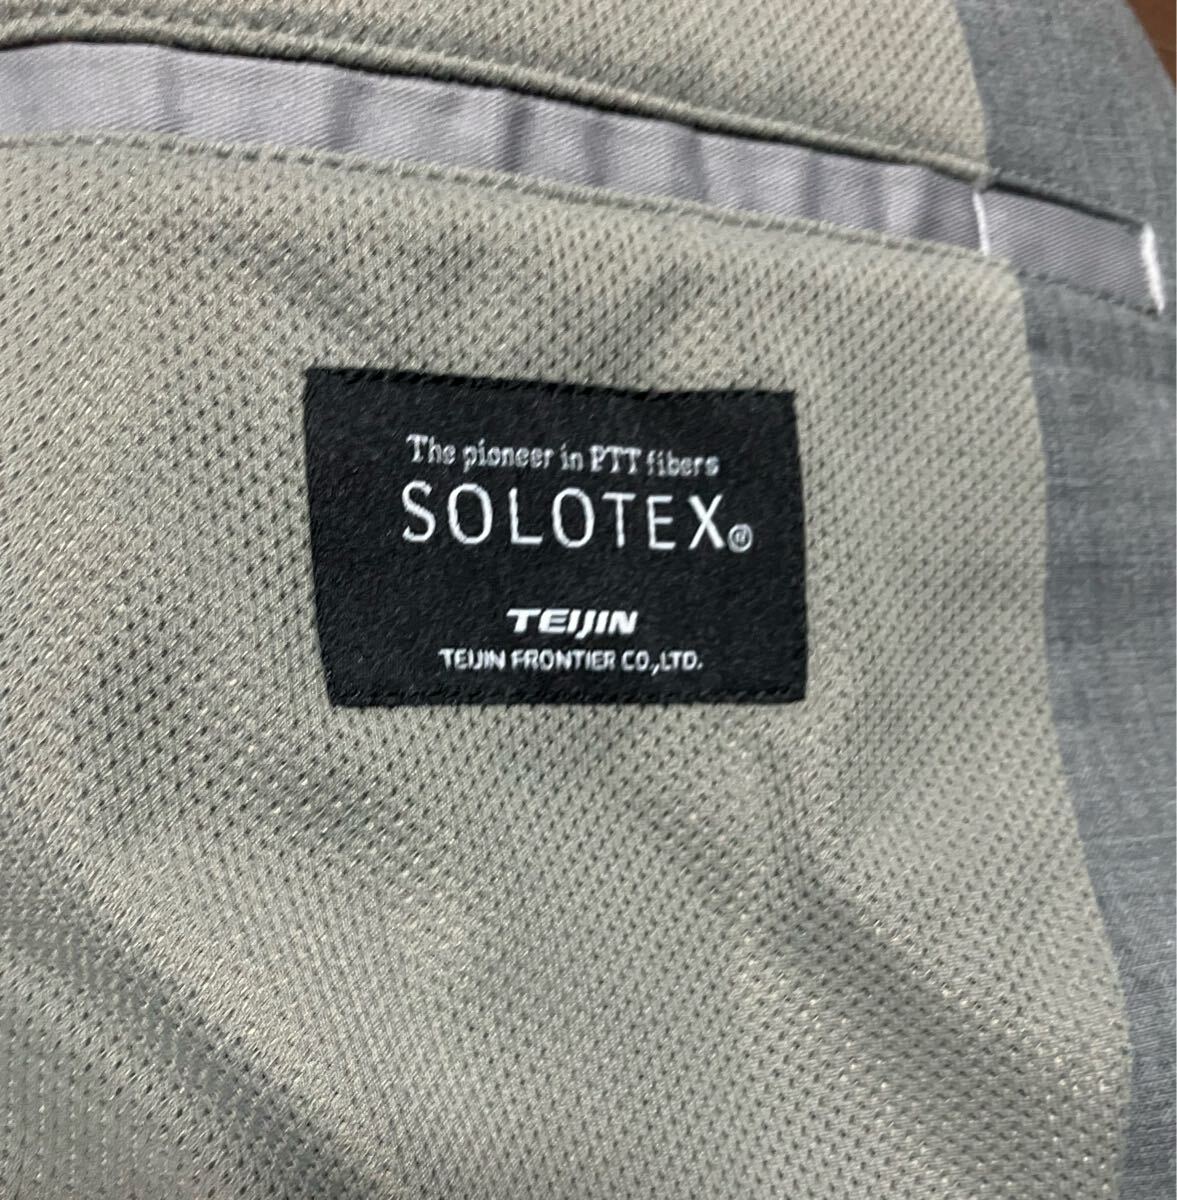 The pioneer in PTT fibers
SOLOTEX®
TEIJIN
TEIJIN FRONTIER CO.,LTD.